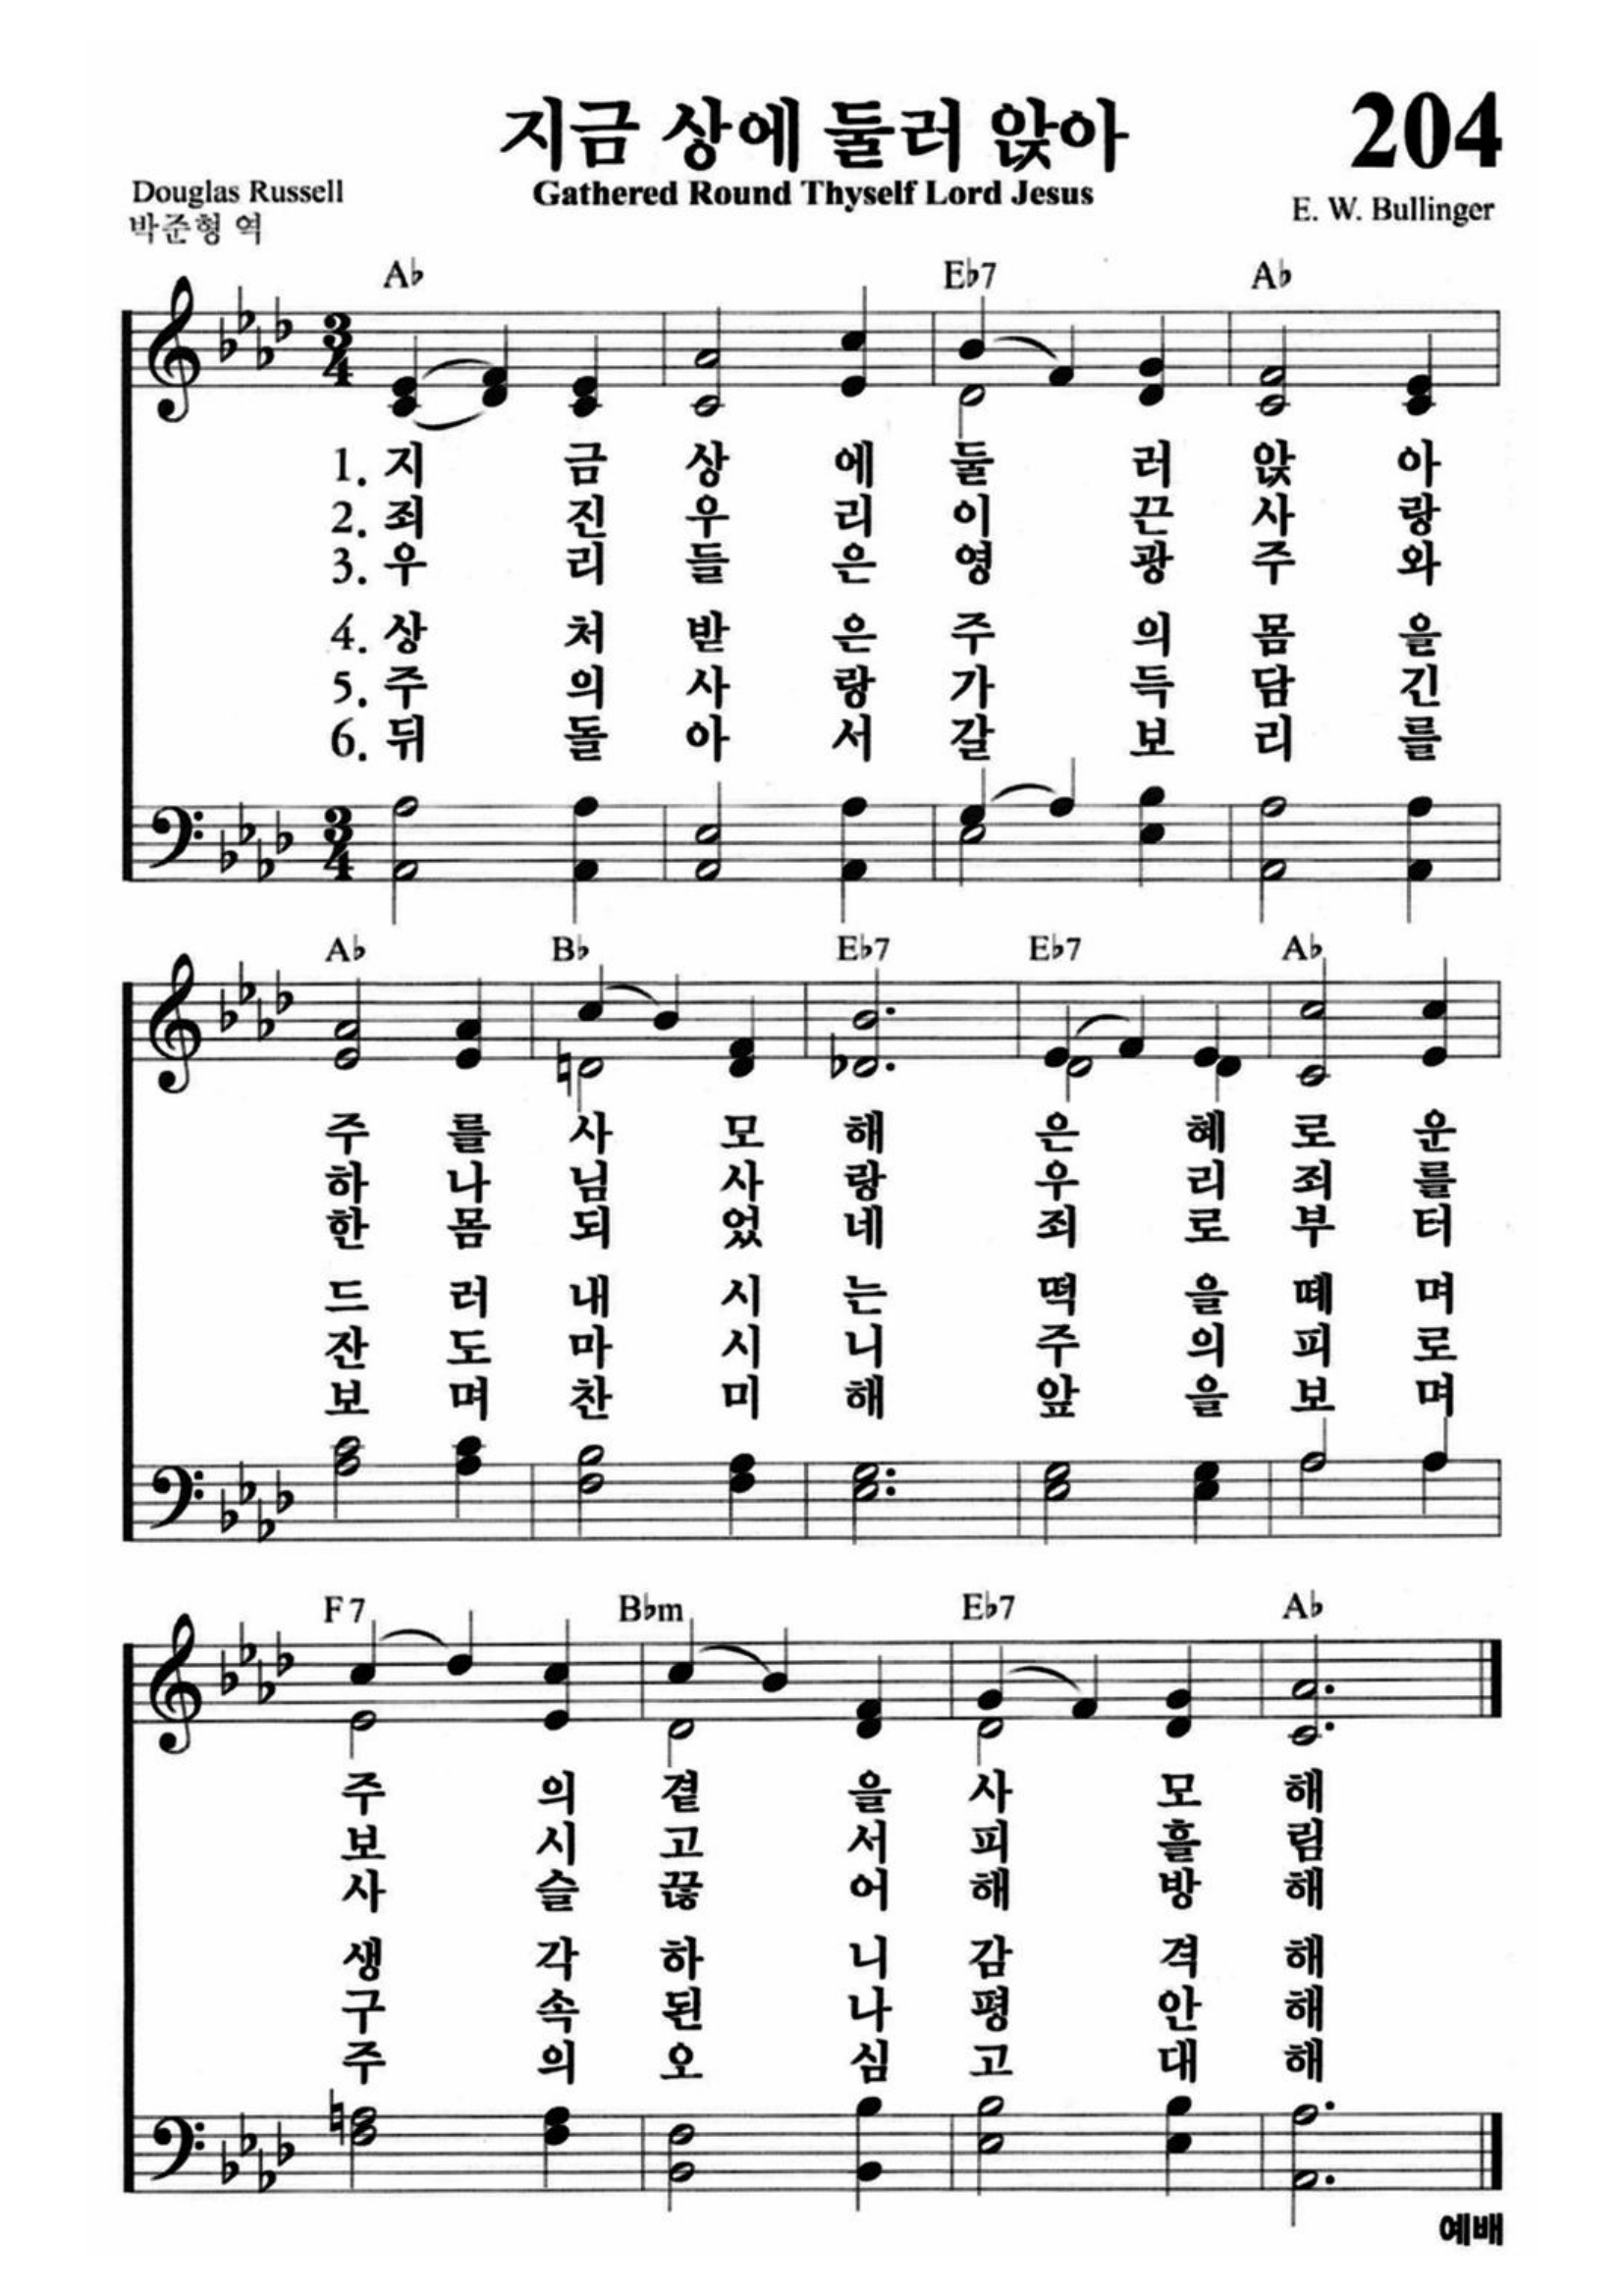 지금 상에 둘러 앉아
204
Gathered Round Thyself Lord Jesus
Douglas Russell
박준형 역
E. W. Bullinger
A♭ E♭7 A♭
3/4
1. 지 금 상 에 둘 러 앉 아
2. 죄 진 우 리 이 끈 사 랑
3. 우 리 들 은 영 광 주 와
4. 상 처 받 은 주 의 몸 을
5. 주 의 사 랑 가 득 담 긴
6. 뒤 돌 아 서 갈 보 리 를
3/4
A♭ B♭ E♭7 E♭7 A♭
주 를 사 모 해 은 혜 로 운
하 나 님 사 랑 우 리 죄 를
한 몸 되 었 네 죄 로 부 터
드 러 내 시 는 떡 을 떼 며
잔 도 마 시 니 주 의 피 로
보 며 찬 미 해 앞 을 보 며
F7 B♭m E♭7 A♭
주 의 곁 을 사 모 해
보 시 고 서 피 흘 림
사 슬 끊 어 해 방 해
생 각 하 니 감 격 해
구 속 된 나 평 안 해
주 의 오 심 고 대 해
예배